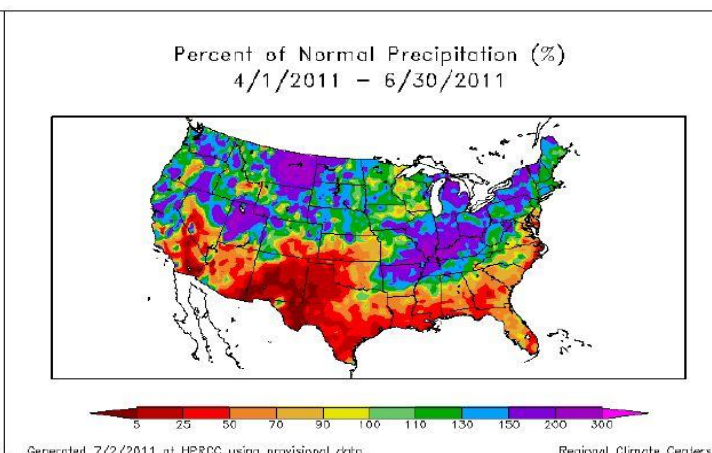 Percent of Normal Precipitation (%)
4/1/2011 – 6/30/2011
5 25 50 70 90 100 110 130 150 200 300
Generated 7/2/2011 at HPRCC using provisional data.
Regional Climate Centers